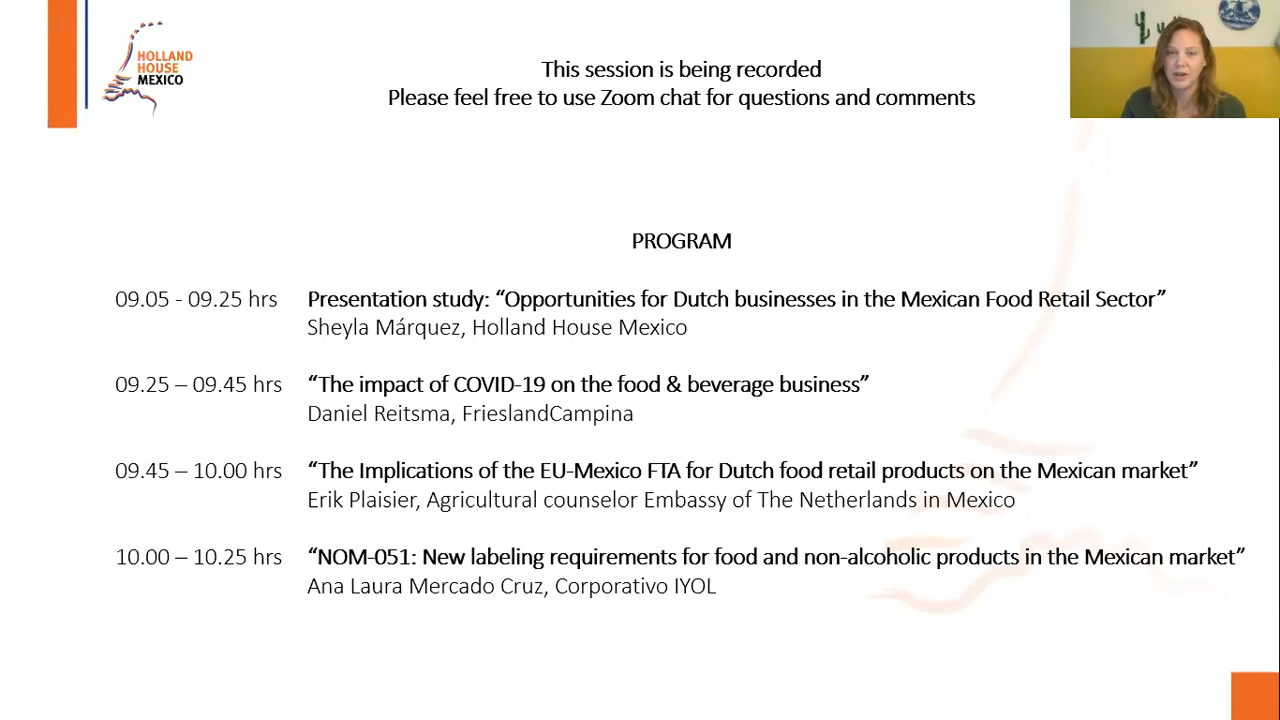 HOLLAND
HOUSE
MEXICO
This session is being recorded
Please feel free to use Zoom chat for questions and comments
PROGRAM
09.05 - 09.25 hrs Presentation study: “Opportunities for Dutch businesses in the Mexican Food Retail Sector”
Sheyla Márquez, Holland House Mexico
09.25 – 09.45 hrs “The impact of COVID-19 on the food & beverage business”
Daniel Reitsma, FrieslandCampina
09.45 – 10.00 hrs “The Implications of the EU-Mexico FTA for Dutch food retail products on the Mexican market”
Erik Plaisier, Agricultural counselor Embassy of The Netherlands in Mexico
10.00 – 10.25 hrs “NOM-051: New labeling requirements for food and non-alcoholic products in the Mexican market”
Ana Laura Mercado Cruz, Corporativo IYOL